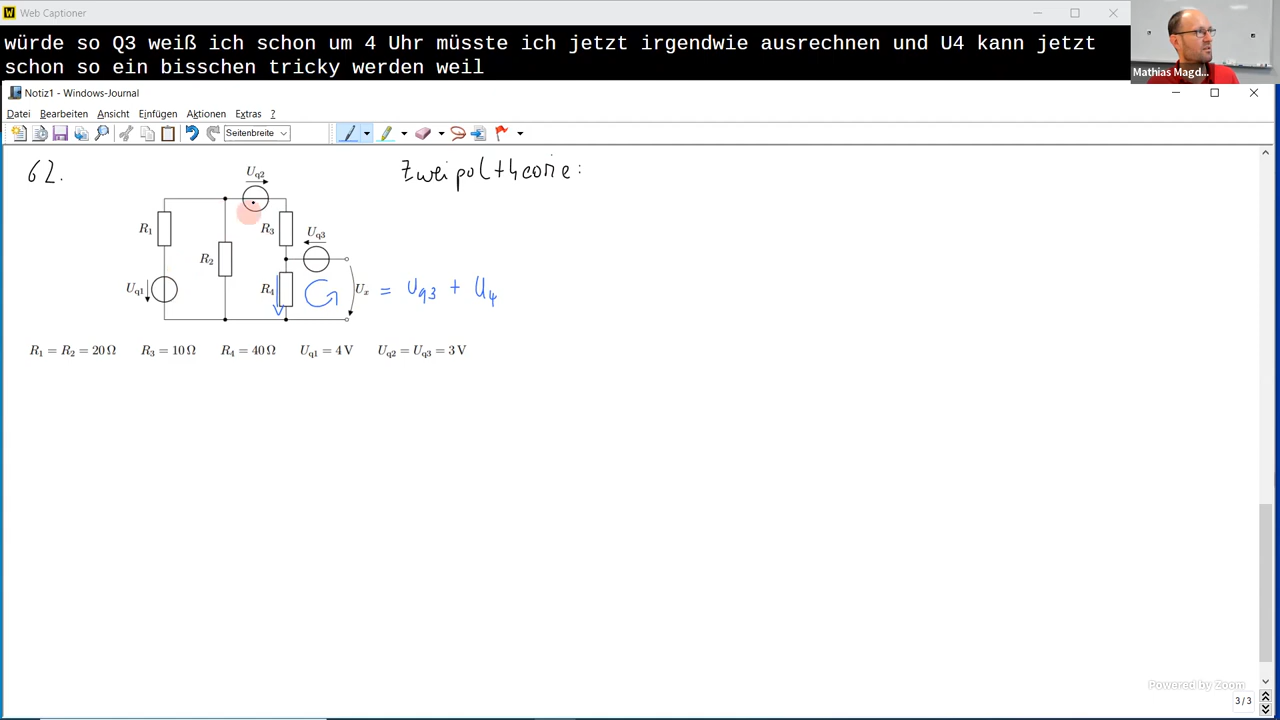 Web Captioner
würde so Q3 weiß ich schon um 4 Uhr müsste ich jetzt irgendwie ausrechnen und U4 kann jetzt
schon so ein bisschen tricky werden weil
Mathias Magd...
Notiz1 - Windows-Journal
Datei Bearbeiten Ansicht Einfügen Aktionen Extras ?
Seitenbreite
62.
Zweipoltheorie:
Uq2
R1
R3
Uq3
R2
Uq1
R4
Ux = Uq3 + U4
R1 = R2 = 20 Ω R3 = 10 Ω R4 = 40 Ω Uq1 = 4 V Uq2 = Uq3 = 3 V
Powered by Zoom
3/3